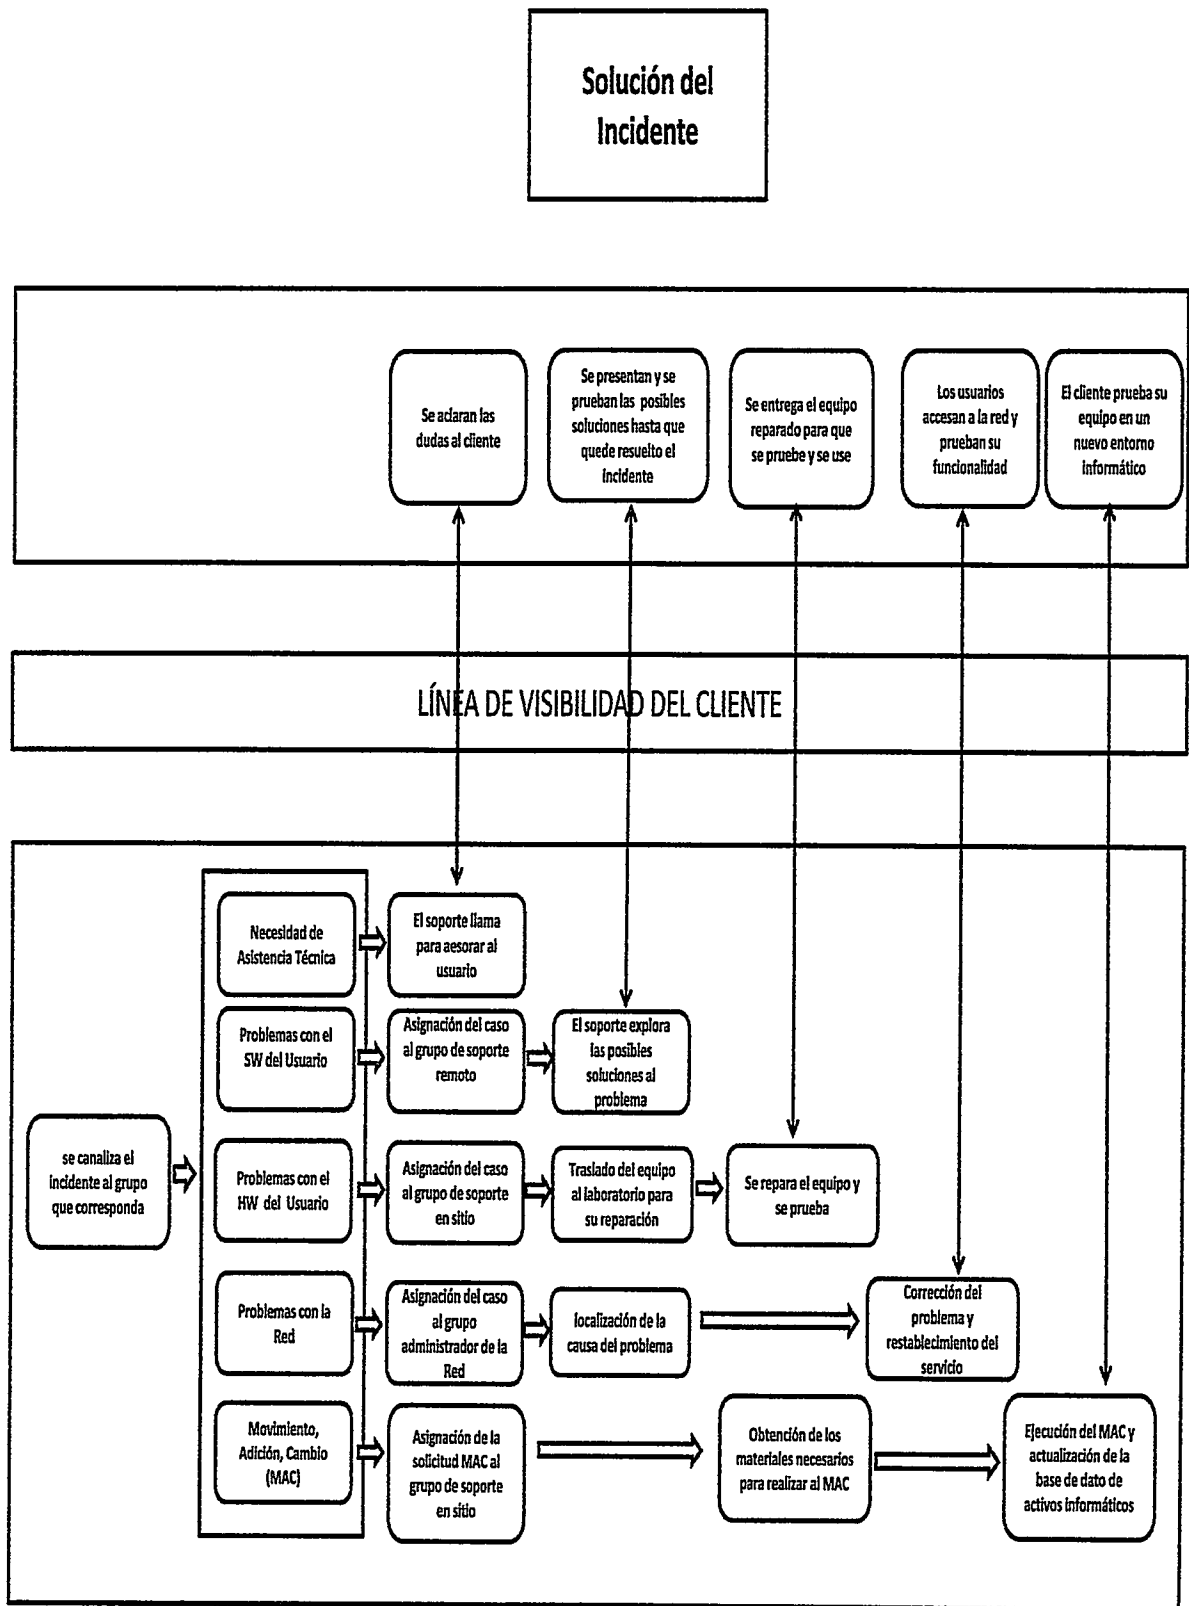 Solución del
Incidente
Se aclaran las
dudas al cliente
Se presentan y se
prueban las posibles
soluciones hasta que
quede resuelto el
incidente
Se entrega el equipo
reparado para que
se pruebe y se use
Los usuarios
accesan a la red y
prueban su
funcionalidad
El cliente prueba su
equipo en un
nuevo entorno
informático
LÍNEA DE VISIBILIDAD DEL CLIENTE
se canaliza el
incidente al grupo
que corresponda
Necesidad de
Asistencia Técnica
El soporte llama
para aesorar al
usuario
Problemas con el
SW del Usuario
Asignación del caso
al grupo de soporte
remoto
El soporte explora
las posibles
soluciones al
problema
Problemas con el
HW del Usuario
Asignación del caso
al grupo de soporte
en sitio
Traslado del equipo
al laboratorio para
su reparación
Se repara el equipo y
se prueba
Problemas con la
Red
Asignación del caso
al grupo
administrador de la
Red
localización de la
causa del problema
Corrección del
problema y
restablecimiento del
servicio
Movimiento,
Adición, Cambio
(MAC)
Asignación de la
solicitud MAC al
grupo de soporte
en sitio
Obtención de los
materiales necesarios
para realizar al MAC
Ejecución del MAC y
actualización de la
base de dato de
activos informáticos